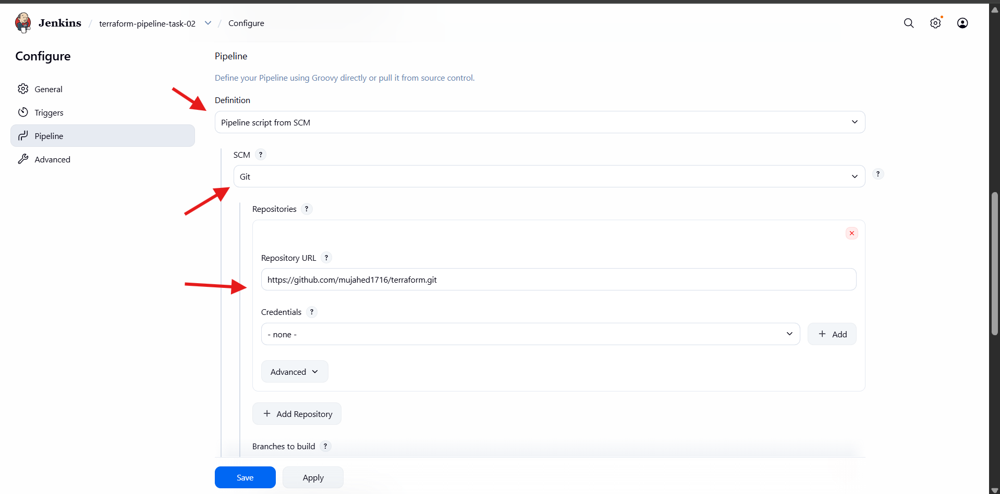 Jenkins / terraform-pipeline-task-02 / Configure
Configure
General
Triggers
Pipeline
Advanced
Pipeline
Define your Pipeline using Groovy directly or pull it from source control.
Definition
Pipeline script from SCM
SCM ?
Git
?
Repositories ?
Repository URL ?
https://github.com/mujahed1716/terraform.git
Credentials ?
- none -
+ Add
Advanced
+ Add Repository
Branches to build ?
Save
Apply